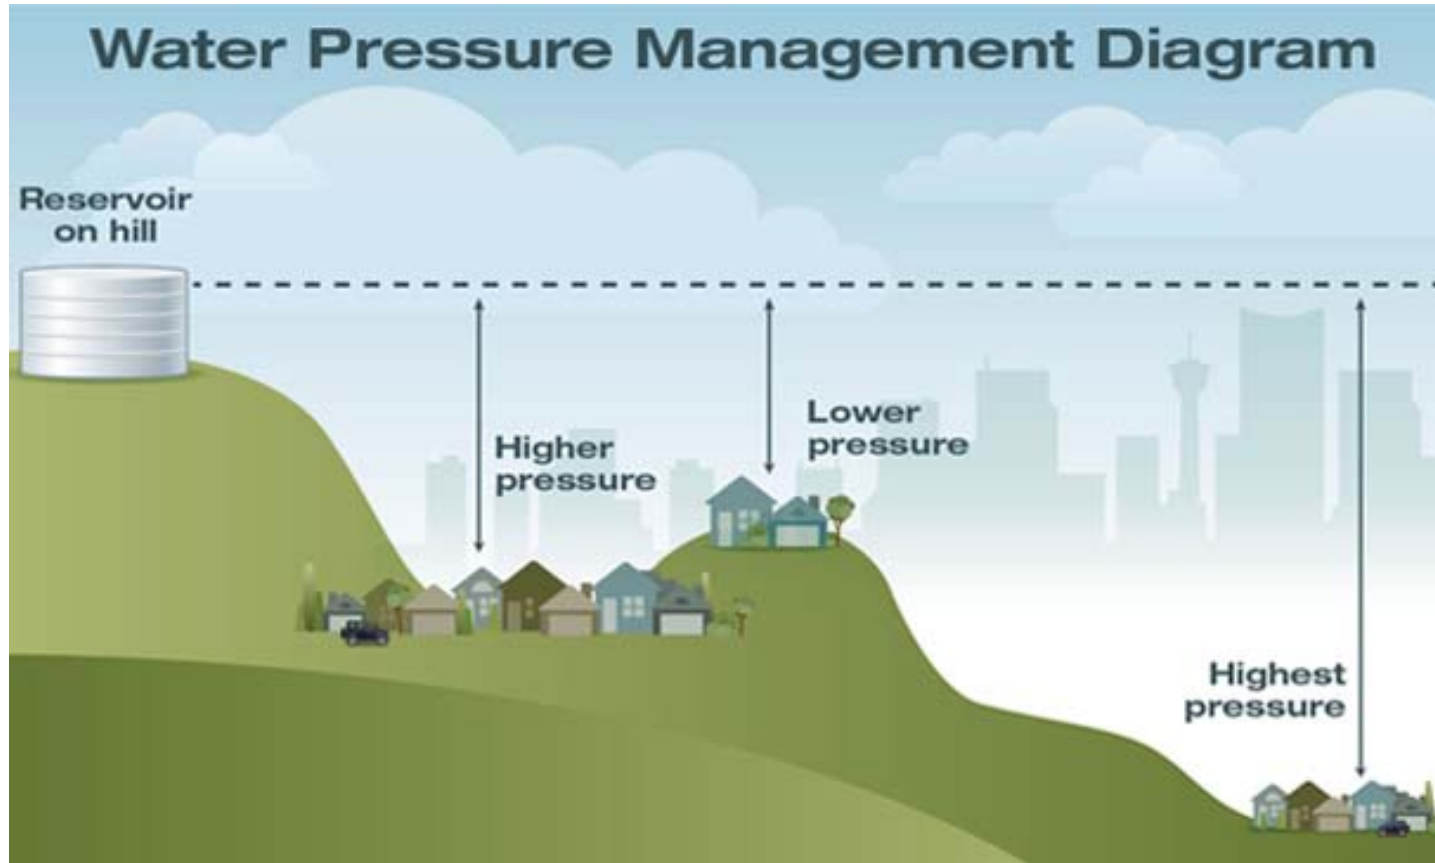 Water Pressure Management Diagram
Reservoir
on hill
Higher
pressure
Lower
pressure
Highest
pressure